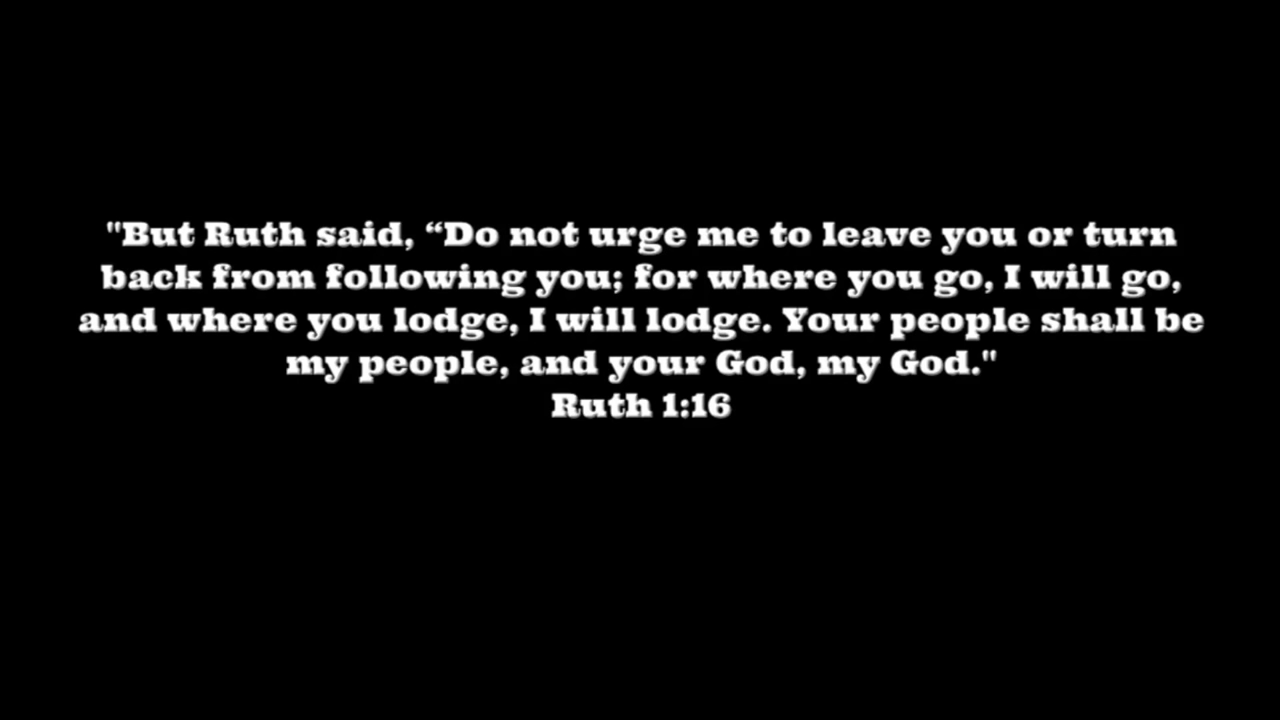 "But Ruth said, “Do not urge me to leave you or turn
back from following you; for where you go, I will go,
and where you lodge, I will lodge. Your people shall be
my people, and your God, my God."
Ruth 1:16